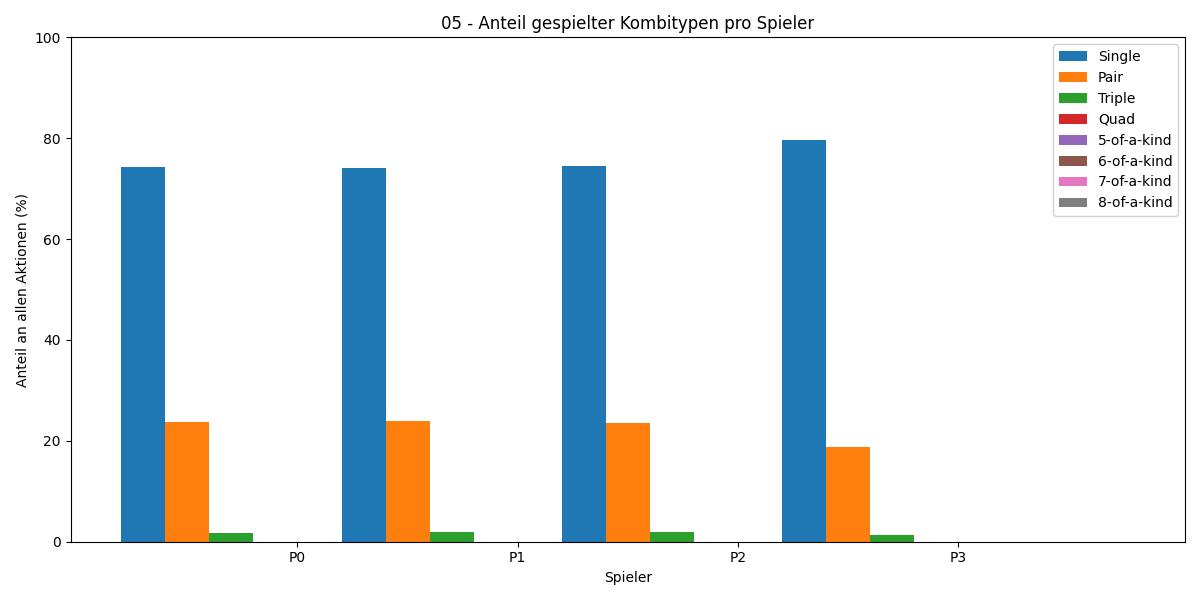 05 - Anteil gespielter Kombitypen pro Spieler
Anteil an allen Aktionen (%)
100
80
60
40
20
0
Single
Pair
Triple
Quad
5-of-a-kind
6-of-a-kind
7-of-a-kind
8-of-a-kind
P0
P1
P2
P3
Spieler